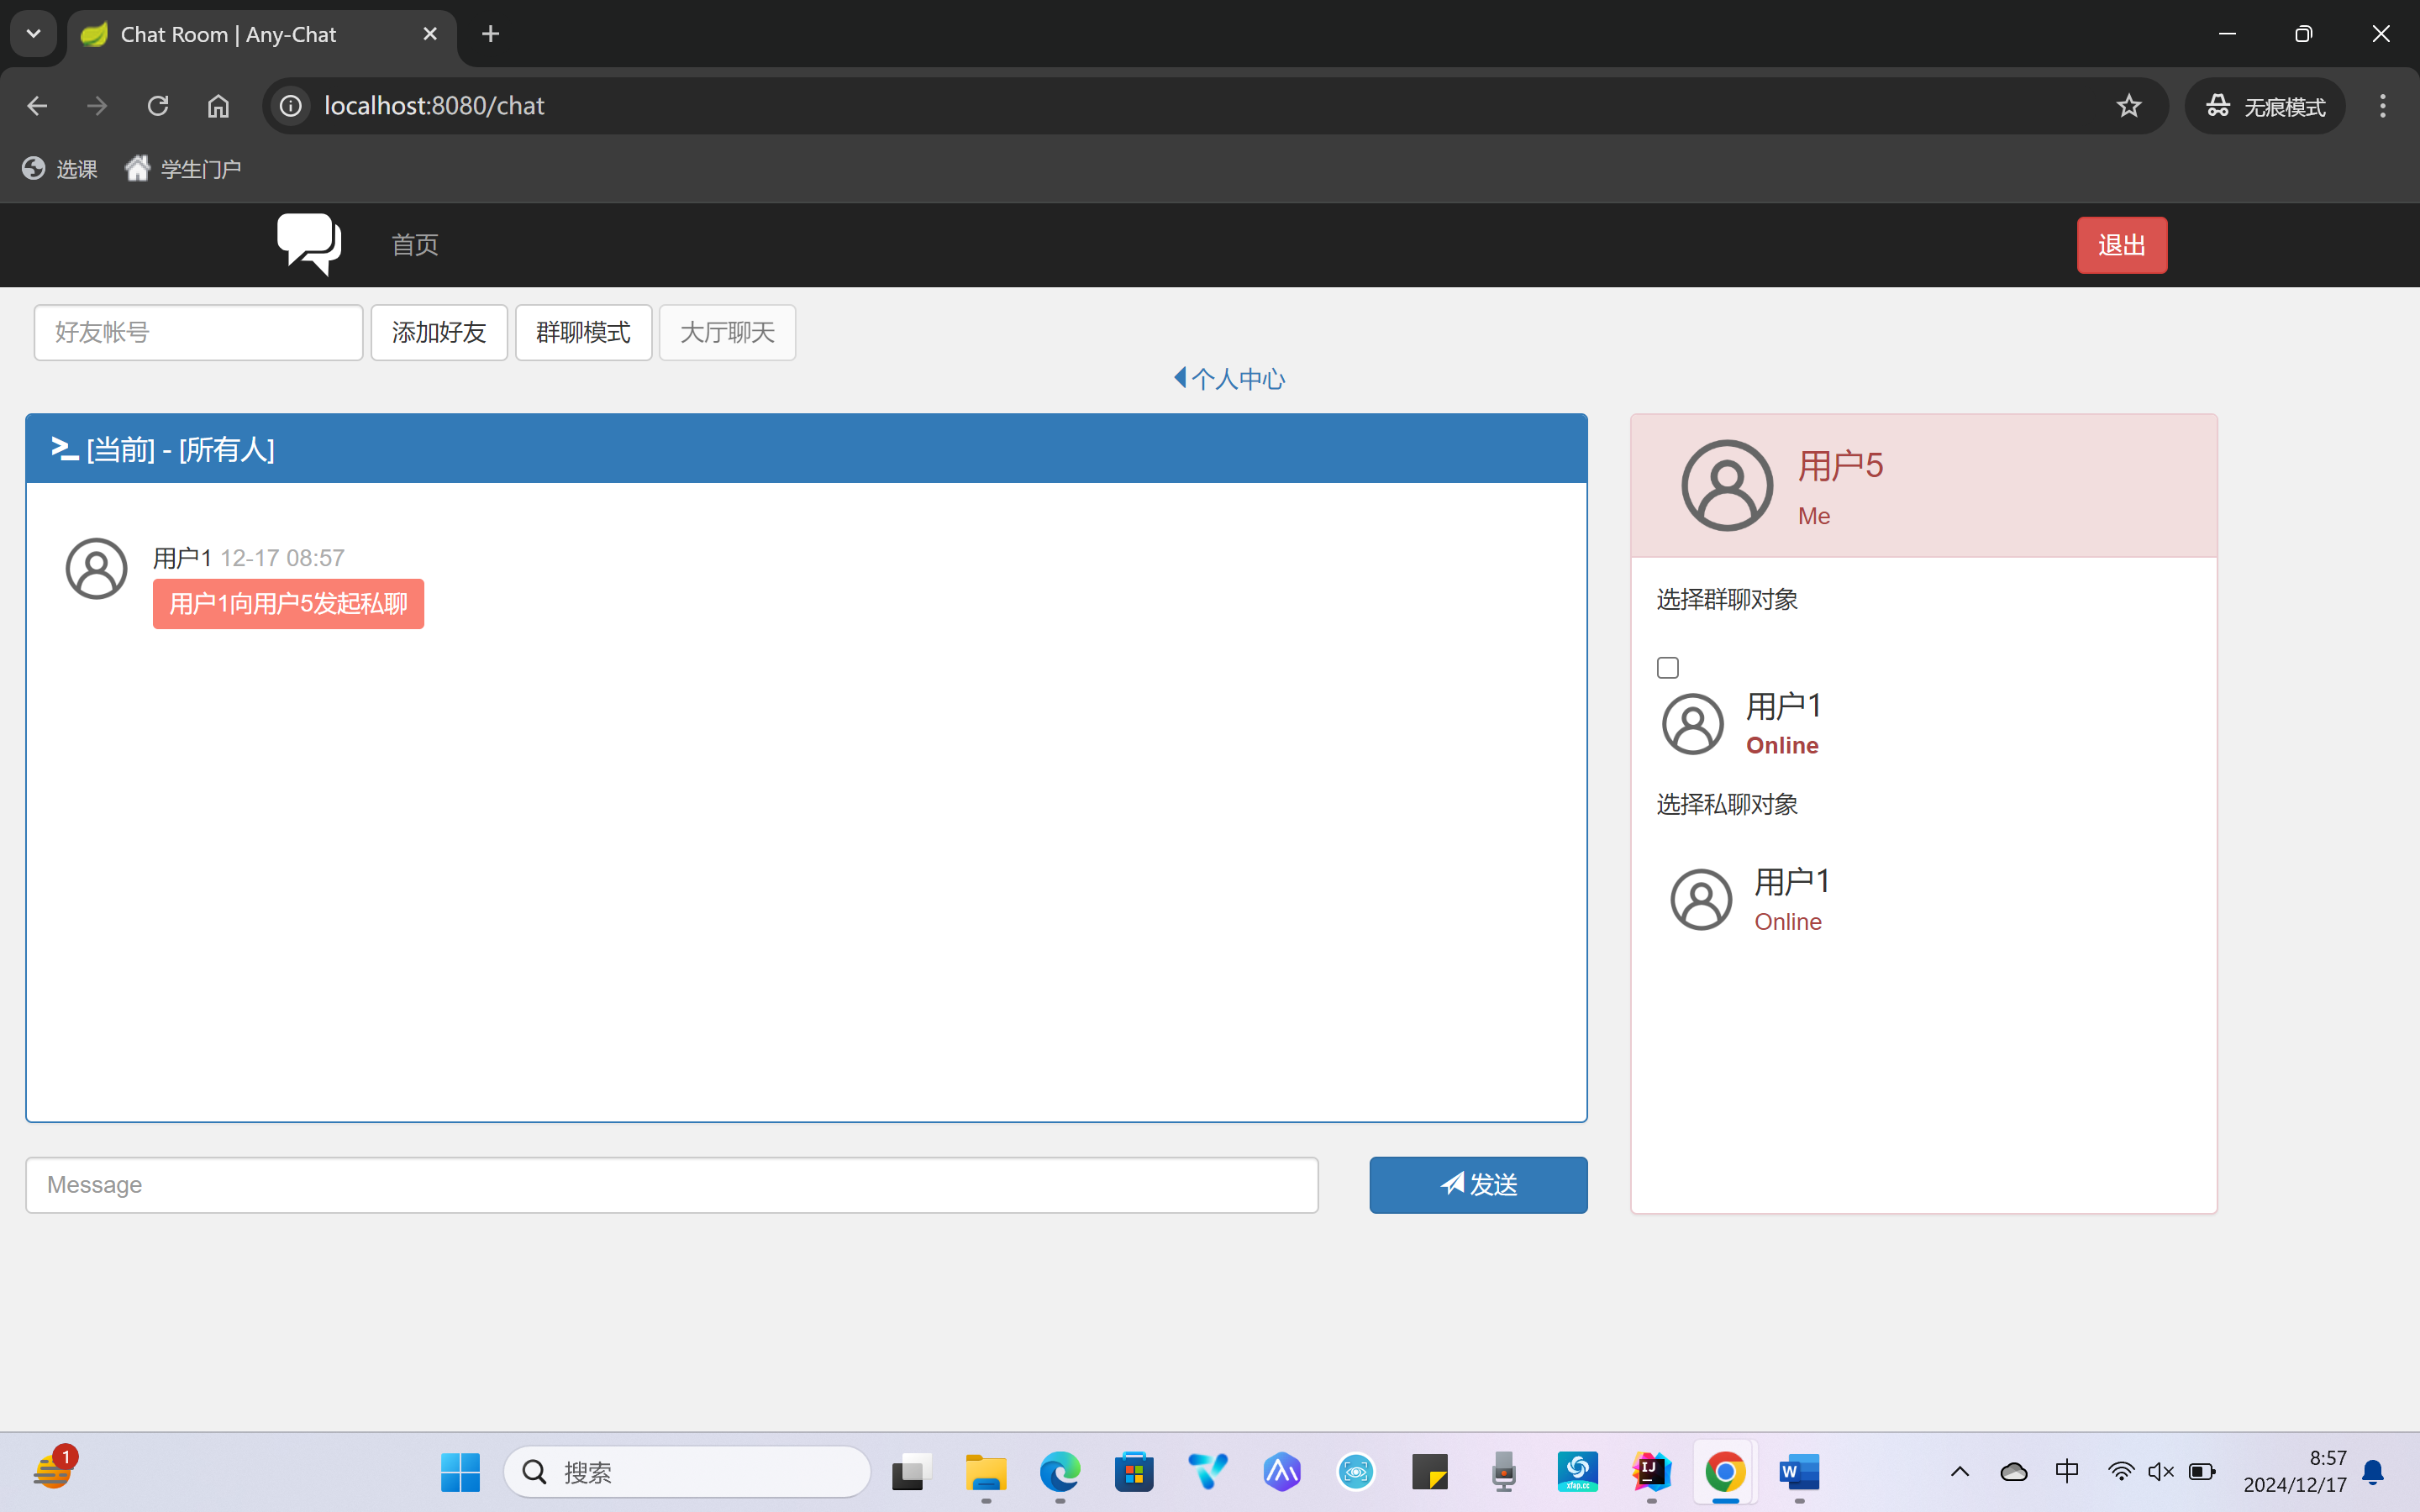 Chat Room | Any-Chat
localhost:8080/chat
无痕模式
选课 学生门户
首页
退出
好友帐号 添加好友 群聊模式 大厅聊天
个人中心
[当前] - [所有人]
用户1 12-17 08:57
用户1向用户5发起私聊
Message
发送
用户5
Me
选择群聊对象
用户1
Online
选择私聊对象
用户1
Online
1
搜索
xfxp.cc
IJ
W
中
8:57
2024/12/17